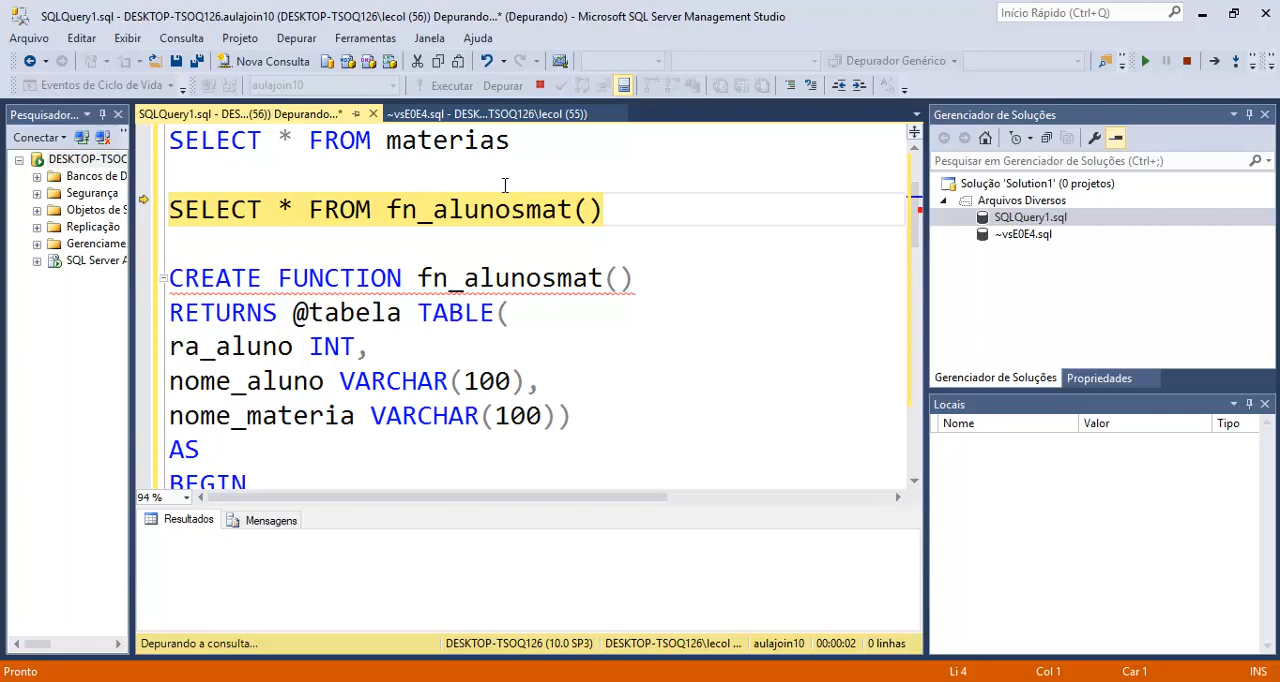 SQLQuery1.sql - DESKTOP-TSOQ126.aulajoin10 (DESKTOP-TSOQ126\lecol (56)) Depurando...* (Depurando) - Microsoft SQL Server Management Studio
Início Rápido (Ctrl+Q)
Arquivo Editar Exibir Consulta Projeto Depurar Ferramentas Janela Ajuda
Nova Consulta
Depurador Genérico
Eventos de Ciclo de Vida
aulajoin10
Executar Depurar
Pesquisador...
SQLQuery1.sql - DES...(56)) Depurando...*
~vsE0E4.sql - DESK...TSOQ126\lecol (55))
Conectar
DESKTOP-TSOC
Bancos de D
Segurança
Objetos de S
Replicação
Gerenciame
SQL Server A
SELECT * FROM materias
SELECT * FROM fn_alunosmat()
CREATE FUNCTION fn_alunosmat()
RETURNS @tabela TABLE(
ra_aluno INT,
nome_aluno VARCHAR(100),
nome_materia VARCHAR(100))
AS
BEGIN
94 %
Resultados Mensagens
Depurando a consulta...
DESKTOP-TSOQ126 (10.0 SP3)
DESKTOP-TSOQ126\lecol ...
aulajoin10
00:00:02
0 linhas
Gerenciador de Soluções
Pesquisar em Gerenciador de Soluções (Ctrl+;)
Solução 'Solution1' (0 projetos)
Arquivos Diversos
SQLQuery1.sql
~vsE0E4.sql
Gerenciador de Soluções Propriedades
Locais
Nome Valor Tipo
Pronto
Li 4 Col 1 Car 1 INS